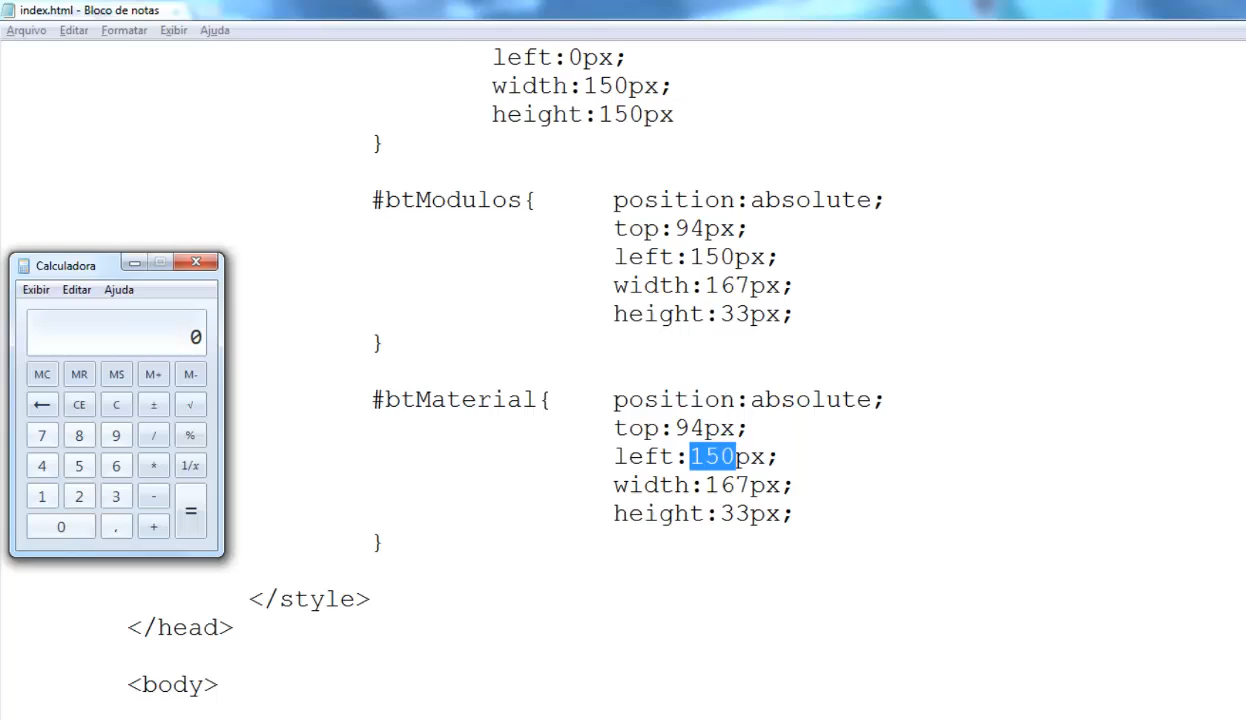 index.html - Bloco de notas
Arquivo Editar Formatar Exibir Ajuda
left:0px;
width:150px;
height:150px
}
#btModulos{ position:absolute;
top:94px;
left:150px;
width:167px;
height:33px;
}
#btMaterial{ position:absolute;
top:94px;
left:150px;
width:167px;
height:33px;
}
</style>
</head>
<body>
Calculadora
Exibir Editar Ajuda
0
MC MR MS M+ M-
← CE C ± √
7 8 9 / %
4 5 6 * 1/x
1 2 3 - =
0 , +